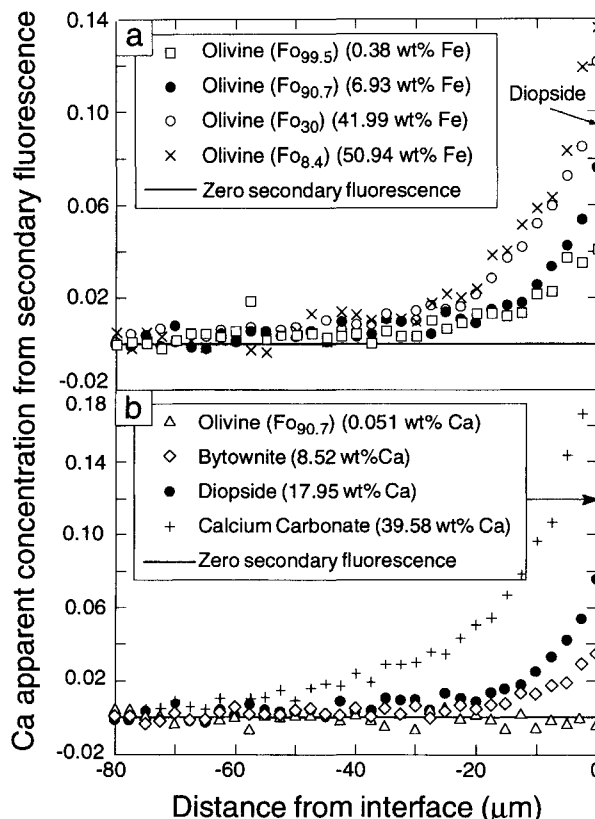 Ca apparent concentration from secondary fluorescence
0.14
0.10
0.06
0.02
-0.02
a
□ Olivine (Fo99.5) (0.38 wt% Fe)
● Olivine (Fo90.7) (6.93 wt% Fe)
○ Olivine (Fo30) (41.99 wt% Fe)
× Olivine (Fo8.4) (50.94 wt% Fe)
Zero secondary fluorescence
Diopside
0.18
0.14
0.10
0.06
0.02
-0.02
b
△ Olivine (Fo90.7) (0.051 wt% Ca)
◇ Bytownite (8.52 wt%Ca)
● Diopside (17.95 wt% Ca)
+ Calcium Carbonate (39.58 wt% Ca)
Zero secondary fluorescence
-80 -60 -40 -20 0
Distance from interface (μm)